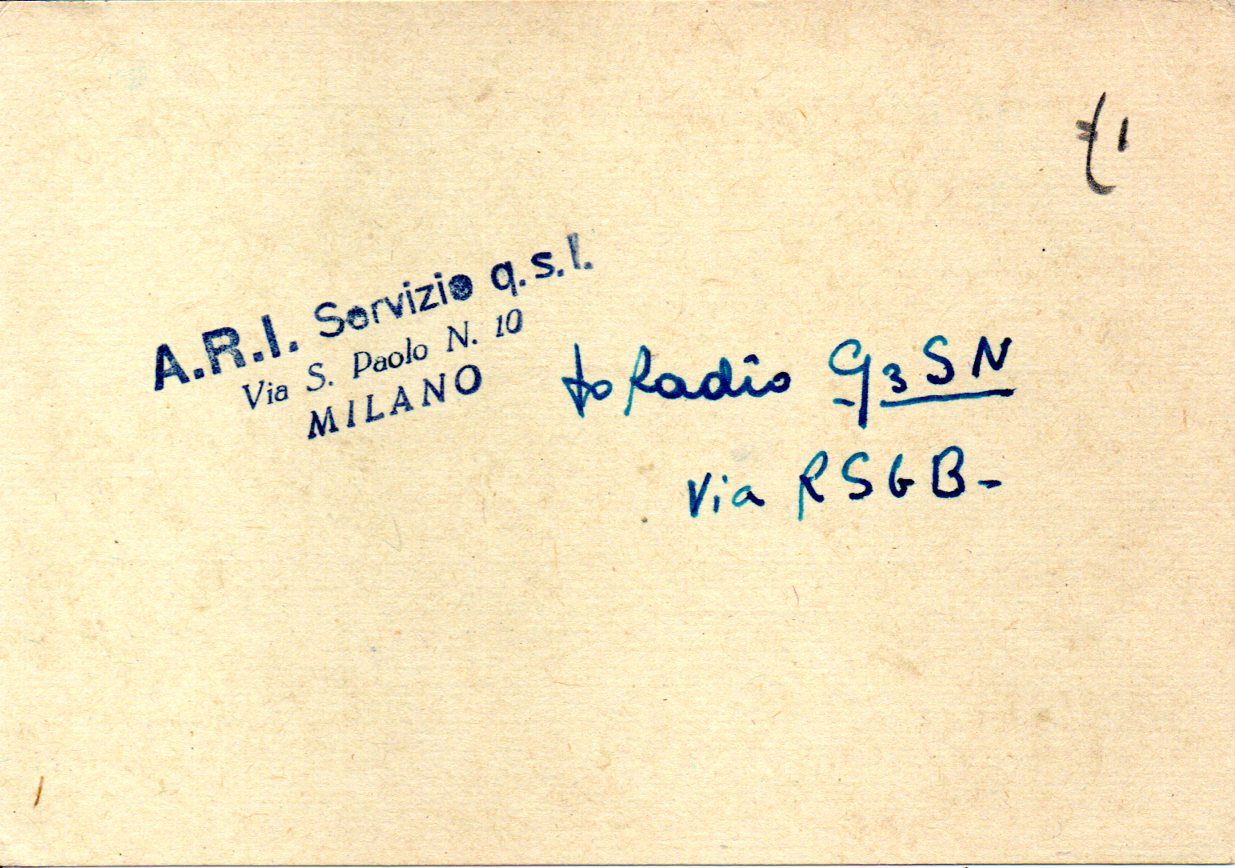 A.R.I. Servizio q.s.l.
Via S. Paolo N. 10
MILANO
to Radio G3SN
Via RSGB-